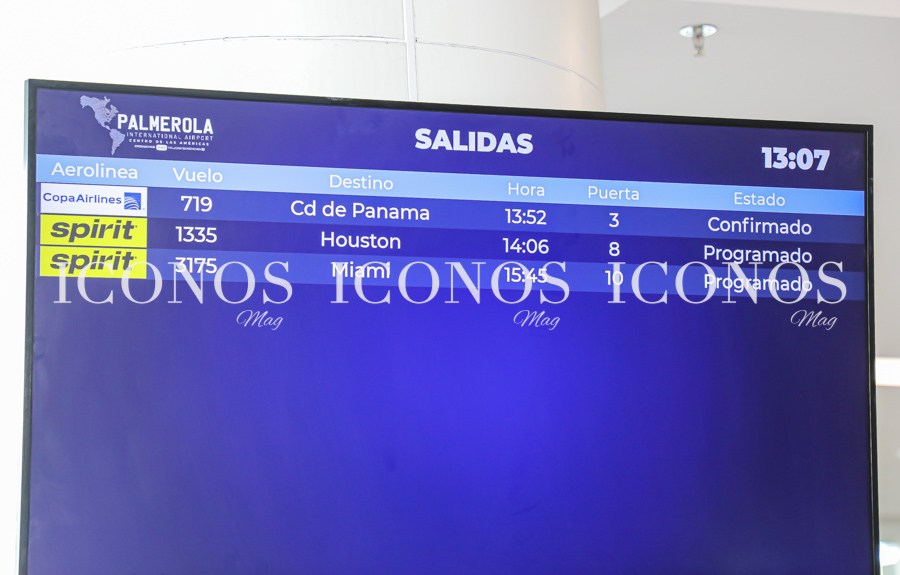 PALMEROLA
INTERNATIONAL AIRPORT
CENTRO DE LAS AMÉRICAS
SALIDAS
13:07
Aerolinea Vuelo Destino Hora Puerta Estado
CopaAirlines 719 Cd de Panama 13:52 3 Confirmado
spirit 1335 Houston 14:06 8 Programado
spirit 3175 Miami 15:45 10 Programado
ICONOS ICONOS ICONOS
Mag Mag Mag